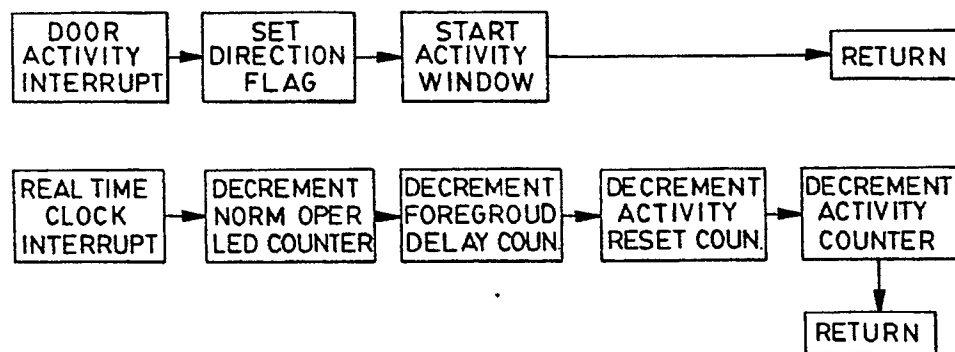 DOOR
ACTIVITY
INTERRUPT
SET
DIRECTION
FLAG
START
ACTIVITY
WINDOW
RETURN
REAL TIME
CLOCK
INTERRUPT
DECREMENT
NORM OPER
LED COUNTER
DECREMENT
FOREGROUD
DELAY COUN.
DECREMENT
ACTIVITY
RESET COUN.
DECREMENT
ACTIVITY
COUNTER
RETURN